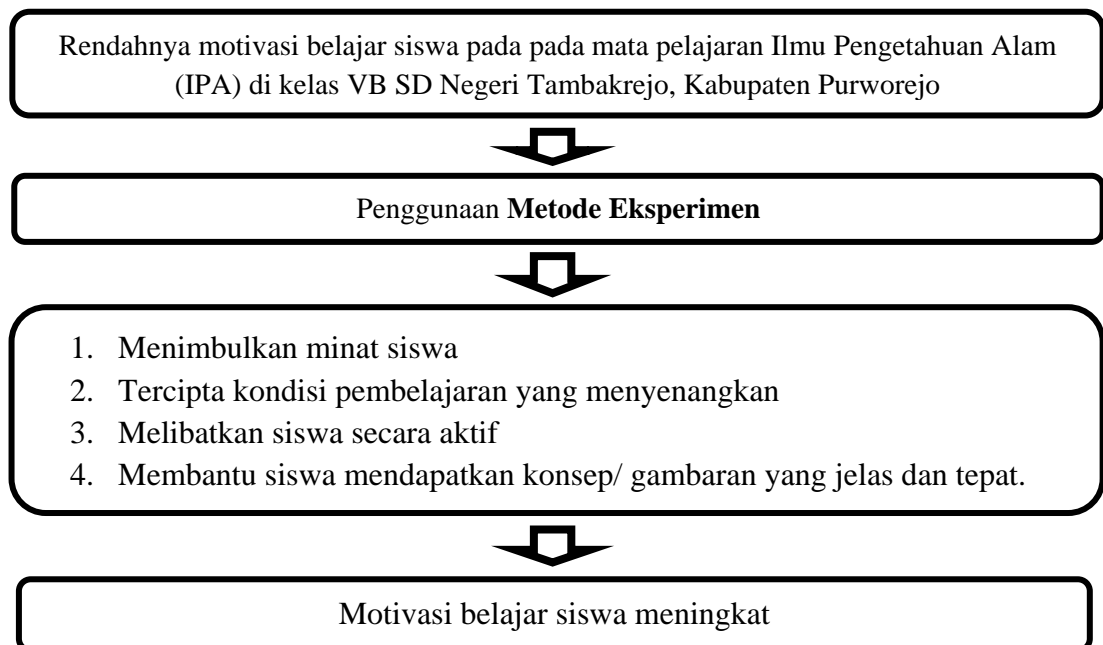 Rendahnya motivasi belajar siswa pada pada mata pelajaran Ilmu Pengetahuan Alam
(IPA) di kelas VB SD Negeri Tambakrejo, Kabupaten Purworejo
Penggunaan Metode Eksperimen
1. Menimbulkan minat siswa
2. Tercipta kondisi pembelajaran yang menyenangkan
3. Melibatkan siswa secara aktif
4. Membantu siswa mendapatkan konsep/ gambaran yang jelas dan tepat.
Motivasi belajar siswa meningkat